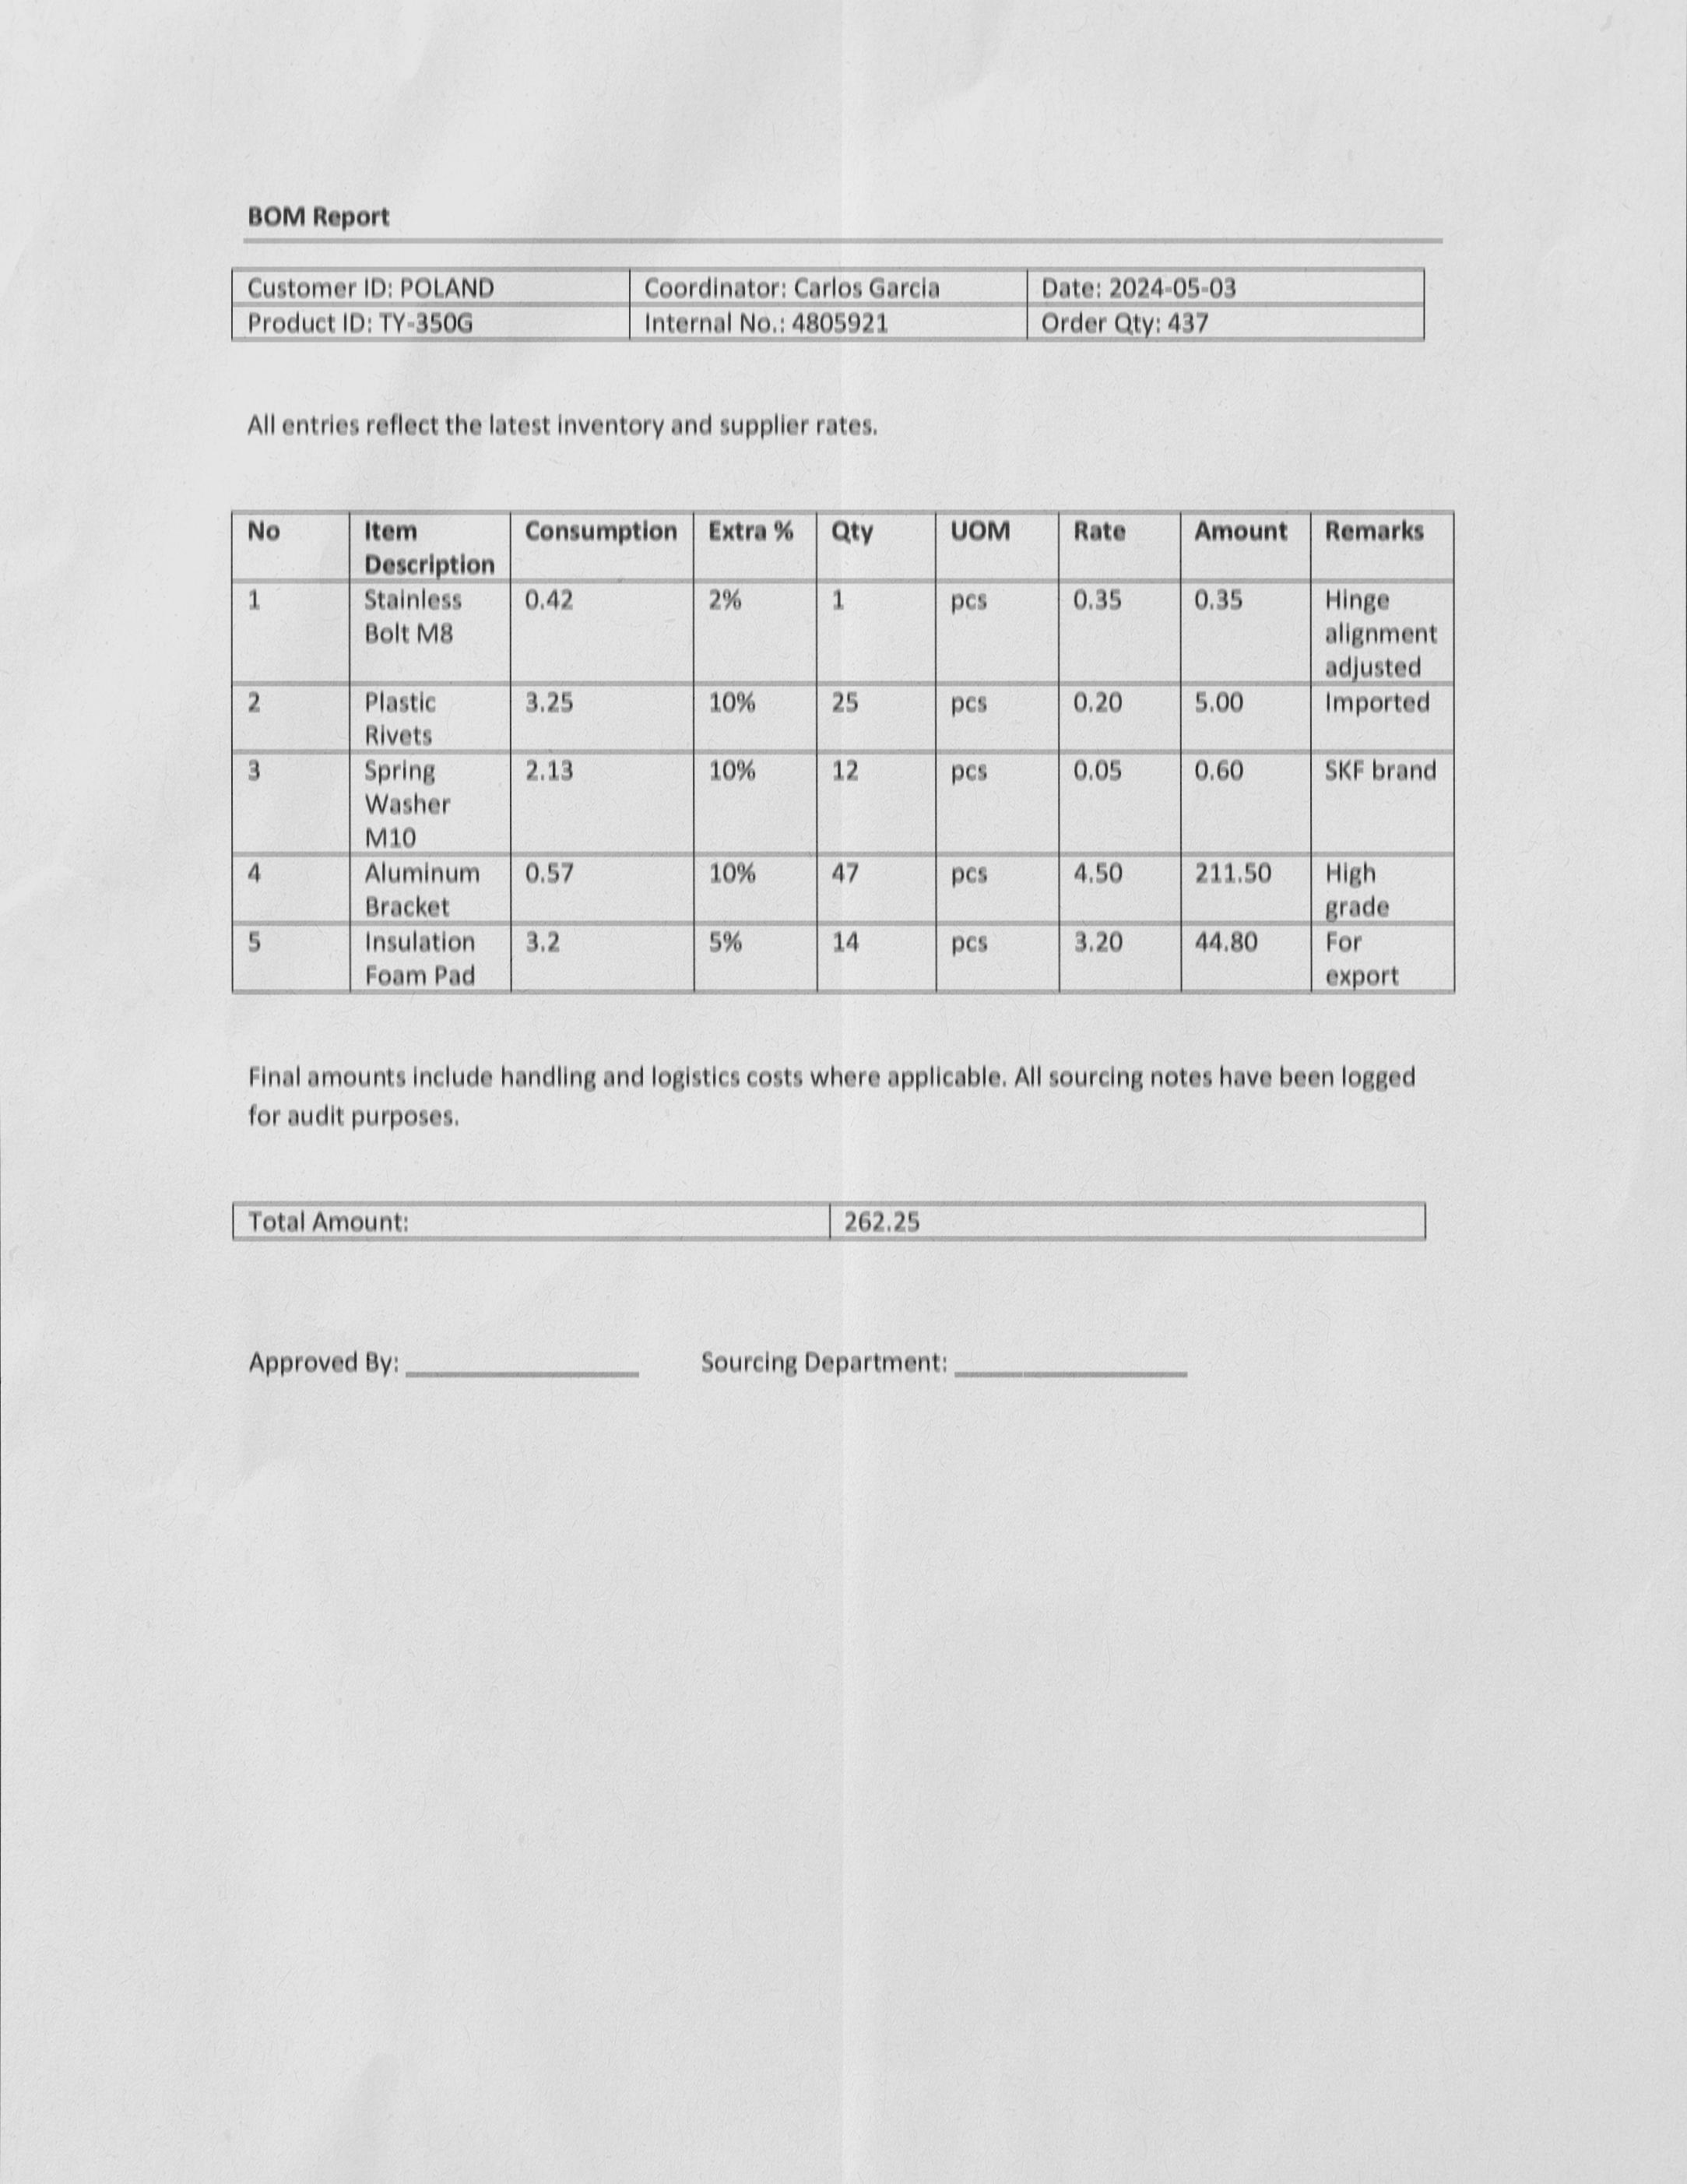 BOM Report
Customer ID: POLAND Coordinator: Carlos Garcia Date: 2024-05-03
Product ID: TY-350G Internal No.: 4805921 Order Qty: 437
All entries reflect the latest inventory and supplier rates.
No Item Description Consumption Extra % Qty UOM Rate Amount Remarks
1 Stainless Bolt M8 0.42 2% 1 pcs 0.35 0.35 Hinge alignment adjusted
2 Plastic Rivets 3.25 10% 25 pcs 0.20 5.00 Imported
3 Spring Washer M10 2.13 10% 12 pcs 0.05 0.60 SKF brand
4 Aluminum Bracket 0.57 10% 47 pcs 4.50 211.50 High grade
5 Insulation Foam Pad 3.2 5% 14 pcs 3.20 44.80 For export
Final amounts include handling and logistics costs where applicable. All sourcing notes have been logged
for audit purposes.
Total Amount: 262.25
Approved By: ____________________ Sourcing Department: ____________________